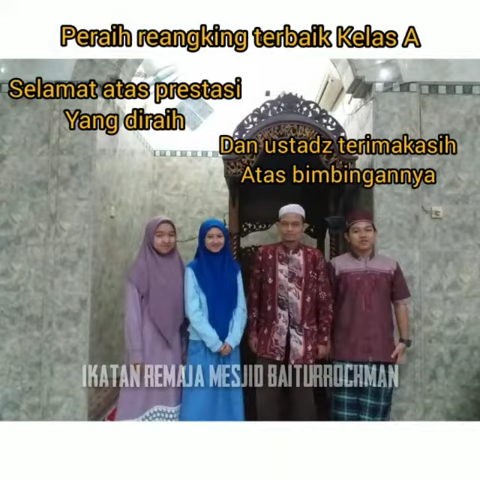 Peraih reangking terbaik Kelas A
Selamat atas prestasi
Yang diraih
Dan ustadz terimakasih
Atas bimbingannya
IKATAN REMAJA MESJID BAITURROCHMAN